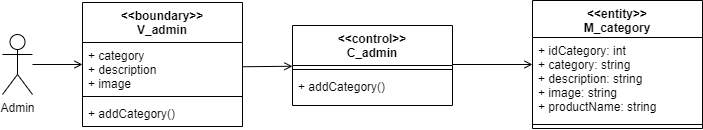 Admin
<<boundary>>
V_admin
+ category
+ description
+ image
+ addCategory()
<<control>>
C_admin
+ addCategory()
<<entity>>
M_category
+ idCategory: int
+ category: string
+ description: string
+ image: string
+ productName: string